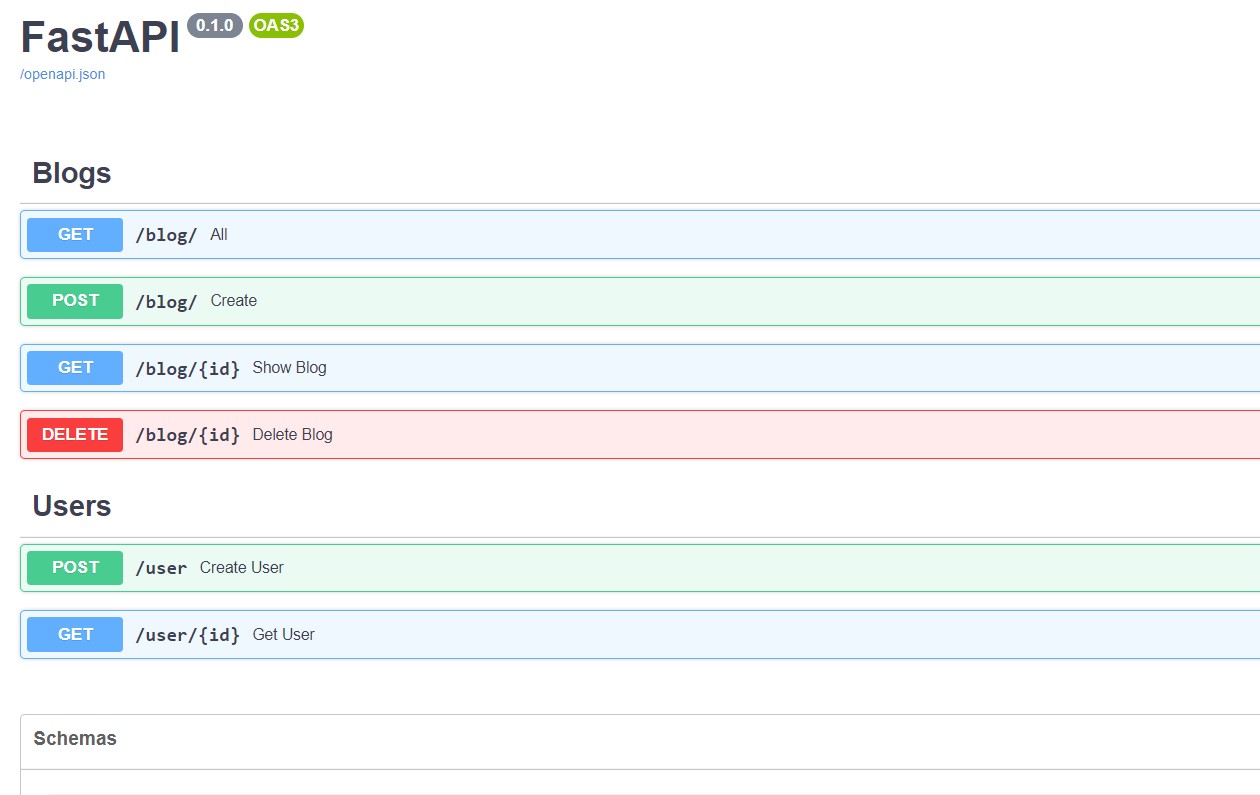 FastAPI 0.1.0 OAS3
/openapi.json
Blogs
GET /blog/ All
POST /blog/ Create
GET /blog/{id} Show Blog
DELETE /blog/{id} Delete Blog
Users
POST /user Create User
GET /user/{id} Get User
Schemas